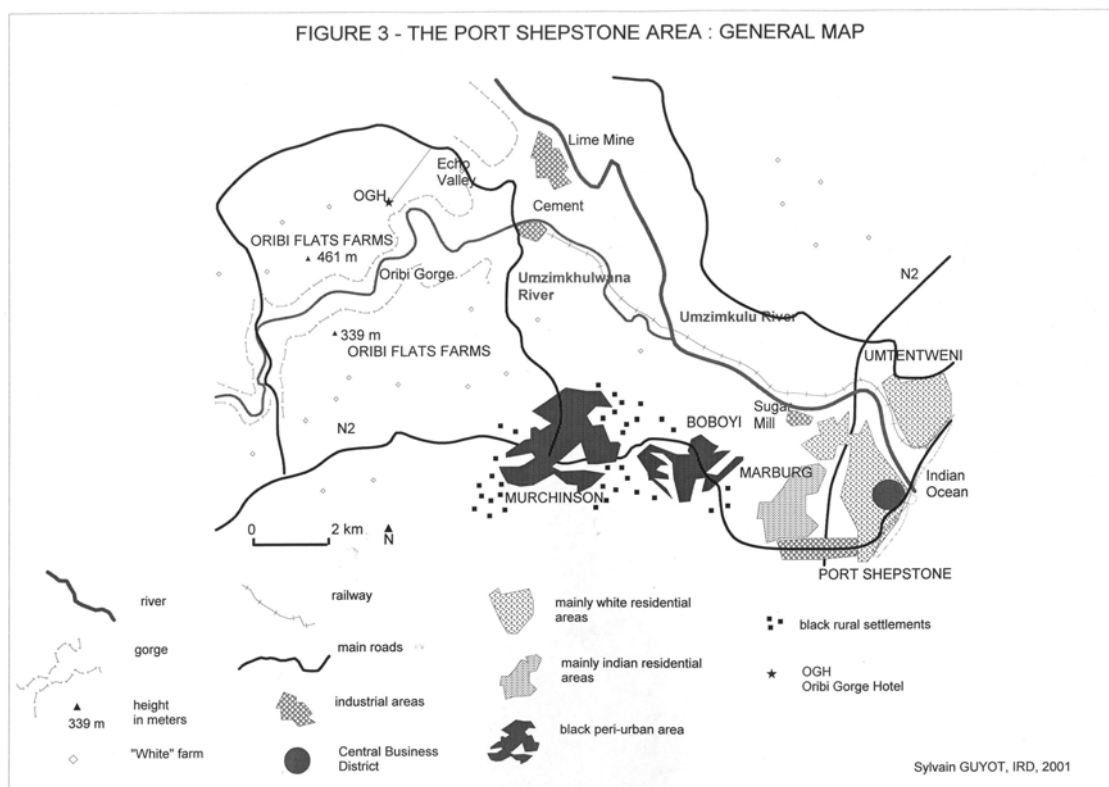 FIGURE 3 - THE PORT SHEPSTONE AREA : GENERAL MAP
Lime Mine
Echo
Valley
OGH
Cement
ORIBI FLATS FARMS
461 m
Oribi Gorge
Umzimkhulwana
River
N2
Umzimkulu River
339 m
ORIBI FLATS FARMS
UMTENTWENI
Sugar
Mill
BOBOYI
N2
MARBURG
Indian
Ocean
MURCHINSON
0
2 km
N
PORT SHEPSTONE
river
railway
mainly white residential
areas
black rural settlements
gorge
main roads
mainly indian residential
areas
OGH
Oribi Gorge Hotel
height
in meters
339 m
industrial areas
black peri-urban area
"White" farm
Central Business
District
Sylvain GUYOT, IRD, 2001